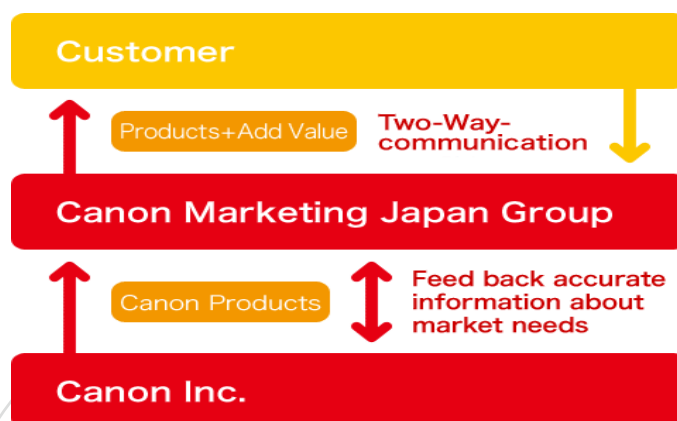 Customer
Products+Add Value
Two-Way-
communication
Canon Marketing Japan Group
Canon Products
Feed back accurate
information about
market needs
Canon Inc.